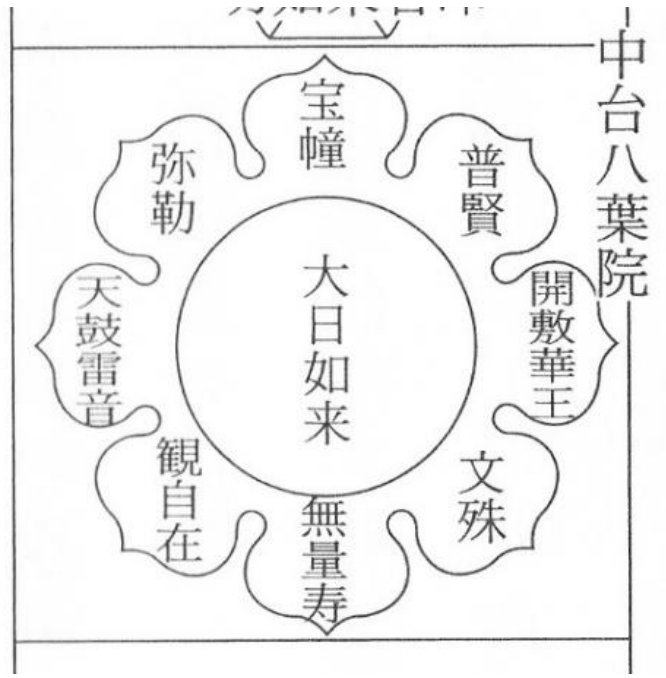 中台八葉院
宝幢
普賢
開敷華王
文殊
無量寿
観自在
天鼓雷音
弥勒
大日如来